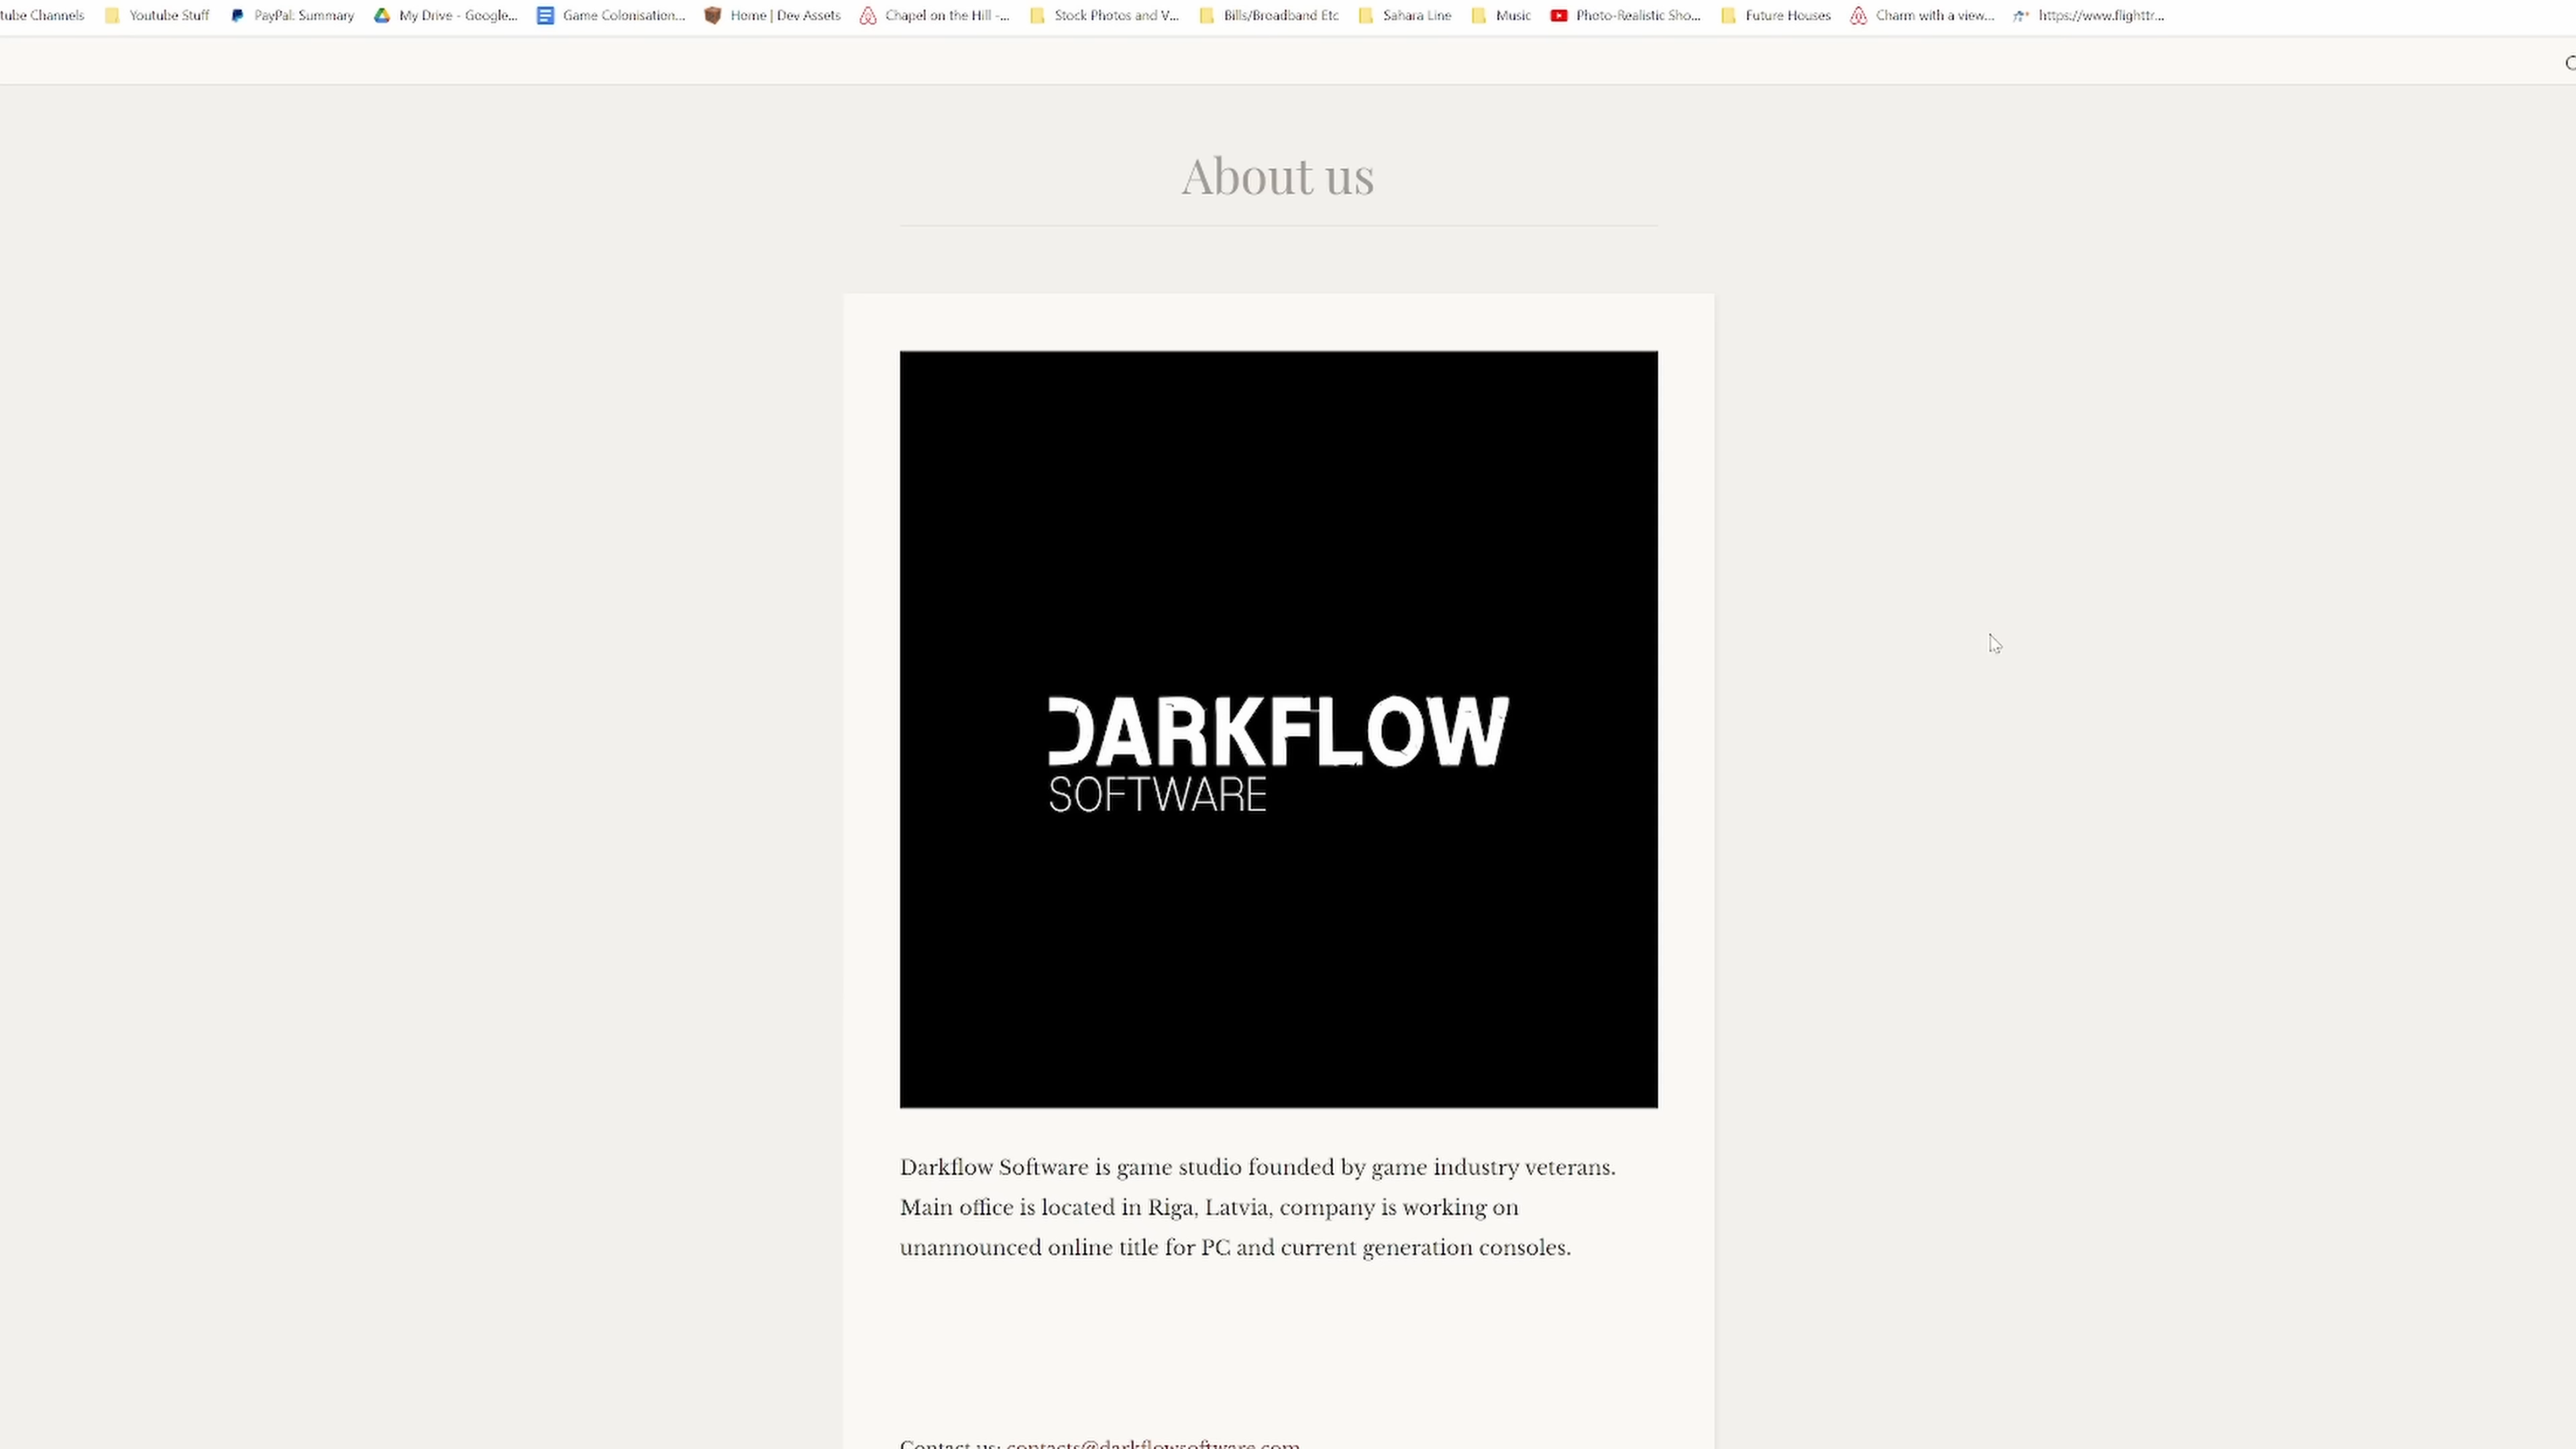 tube Channels Youtube Stuff PayPal: Summary My Drive - Google... Game Colonisation... Home | Dev Assets Chapel on the Hill -... Stock Photos and V... Bills/Broadband Etc Sahara Line Music Photo-Realistic Sho... Future Houses Charm with a view... https://www.flighttr...
About us
DARKFLOW
SOFTWARE
Darkflow Software is game studio founded by game industry veterans.
Main office is located in Riga, Latvia, company is working on
unannounced online title for PC and current generation consoles.
Contact us: contacts@darkflowsoftware.com